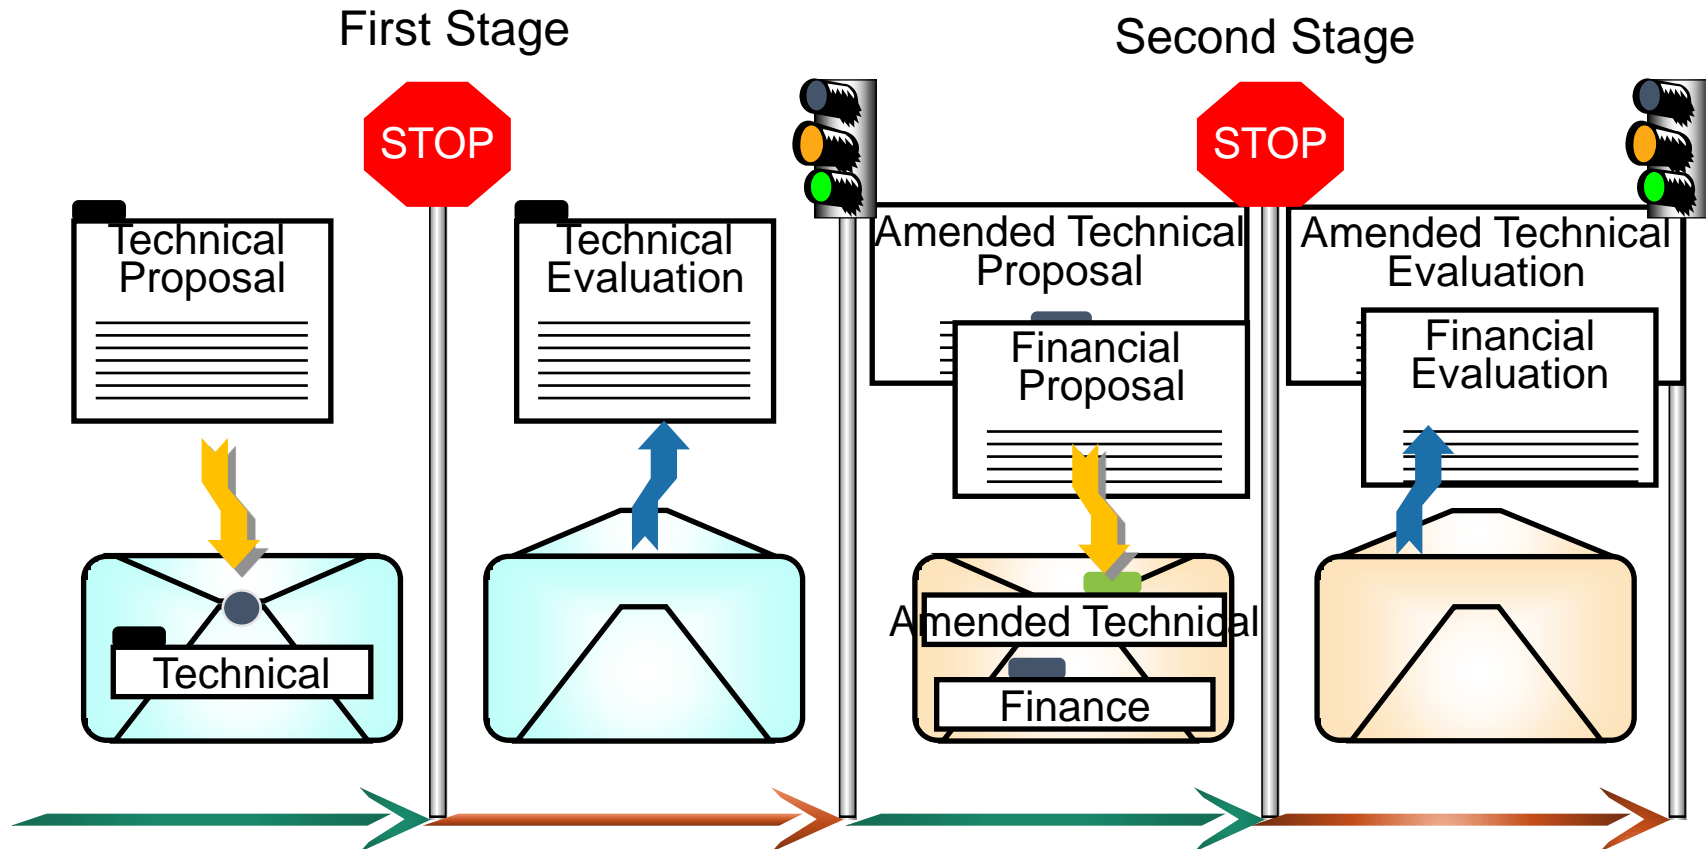 First Stage
Second Stage
STOP
STOP
Technical
Proposal
Technical
Evaluation
Amended Technical
Proposal
Amended Technical
Evaluation
Financial
Proposal
Financial
Evaluation
Technical
Amended Technical
Finance